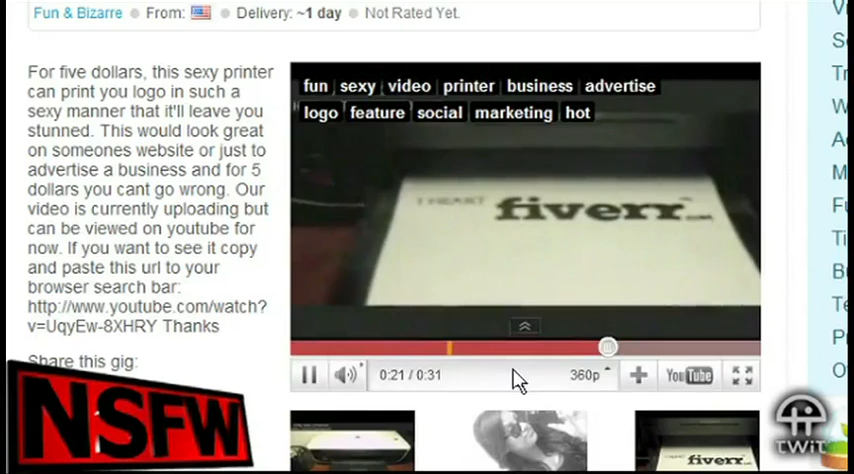 Fun & Bizarre From: Delivery: ~1 day Not Rated Yet.
For five dollars, this sexy printer
can print you logo in such a
sexy manner that it'll leave you
stunned. This would look great
on someones website or just to
advertise a business and for 5
dollars you cant go wrong. Our
video is currently uploading but
can be viewed on youtube for
now. If you want to see it copy
and paste this url to your
browser search bar:
http://www.youtube.com/watch?
v=UqyEw-8XHRY Thanks
Share this gig:
fun sexy video printer business advertise
logo feature social marketing hot
I HEART fiverr
0:21 / 0:31 360p YouTube
NSFW
fiverr
TWiT